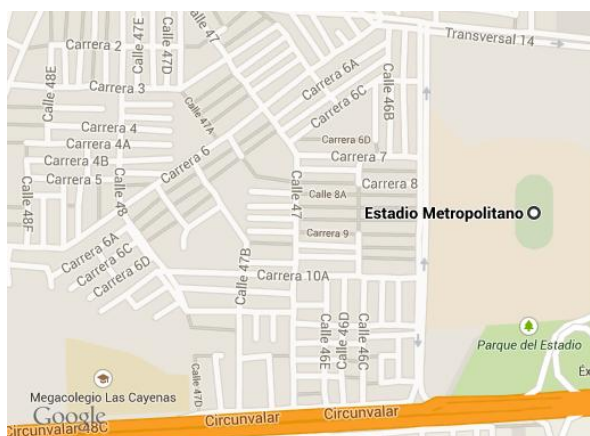 Transversal 14
Calle 47E
Calle 47D
Calle 47
Carrera 2
Calle 48E
Carrera 3
Carrera 6A
Carrera 6C
Calle 46B
Calle 47A
Carrera 4
Carrera 4A
Carrera 4B
Carrera 5
Carrera 6
Carrera 6D
Carrera 7
Carrera 8
Calle 48
Calle 8A
Calle 47
Estadio Metropolitano
Calle 48F
Carrera 9
Carrera 6A
Carrera 6C
Carrera 6D
Calle 47B
Carrera 10A
Calle 46E
Calle 46D
Calle 46C
Parque del Estadio
Éx
Calle 47D
Megacolegio Las Cayenas
Google
Circunvalar 48C
Circunvalar
Circunvalar